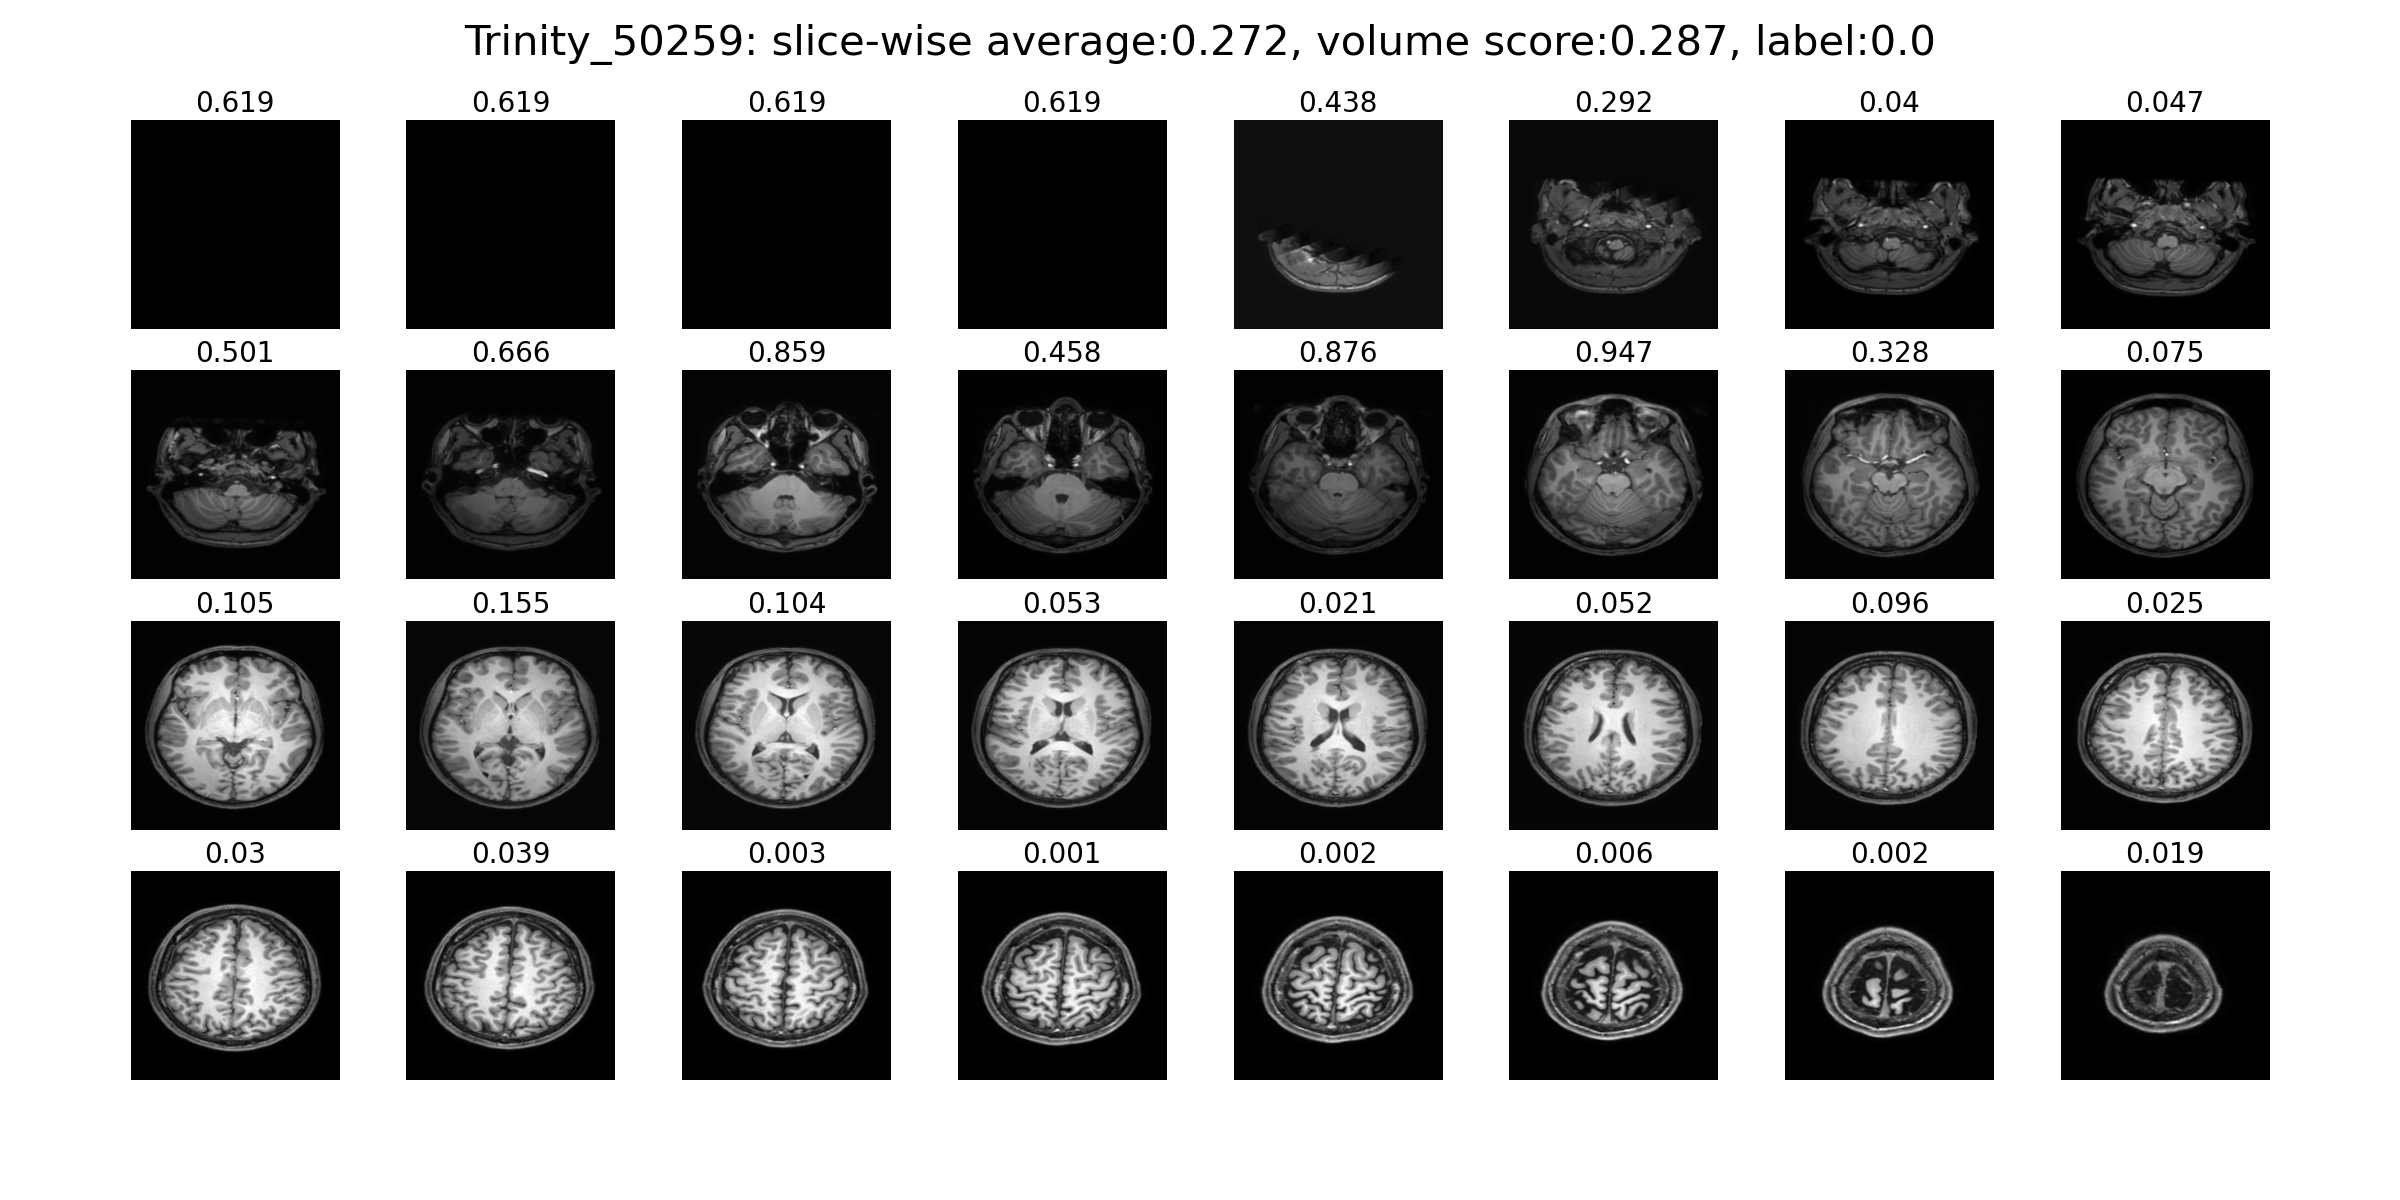 Trinity_50259: slice-wise average:0.272, volume score:0.287, label:0.0
0.619 0.619 0.619 0.619 0.438 0.292 0.04 0.047
0.501 0.666 0.859 0.458 0.876 0.947 0.328 0.075
0.105 0.155 0.104 0.053 0.021 0.052 0.096 0.025
0.03 0.039 0.003 0.001 0.002 0.006 0.002 0.019